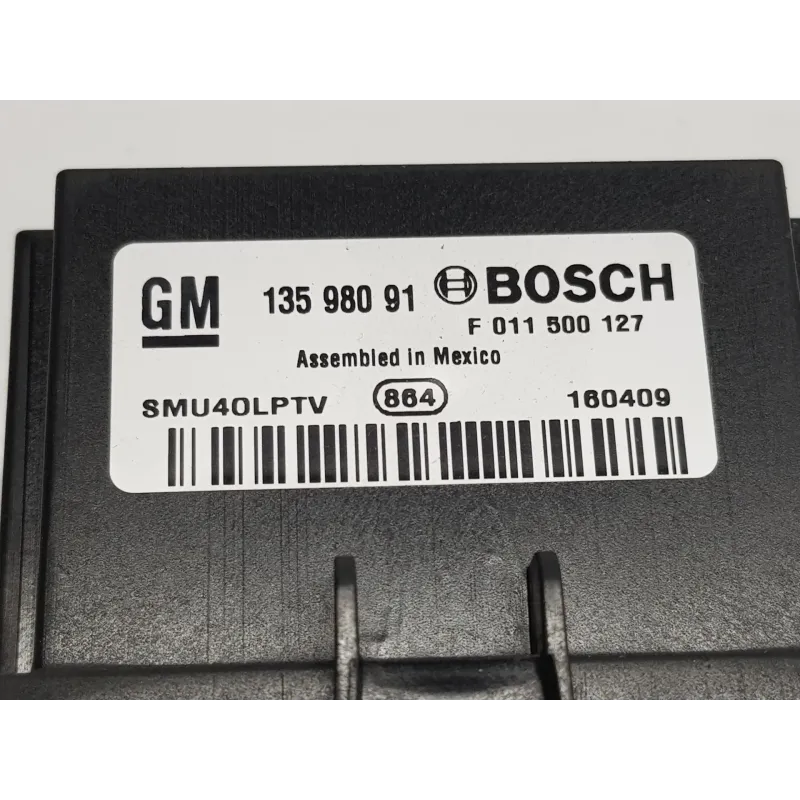 GM 135 980 91 BOSCH
F 011 500 127
Assembled in Mexico
SMU40LPTV 864 160409